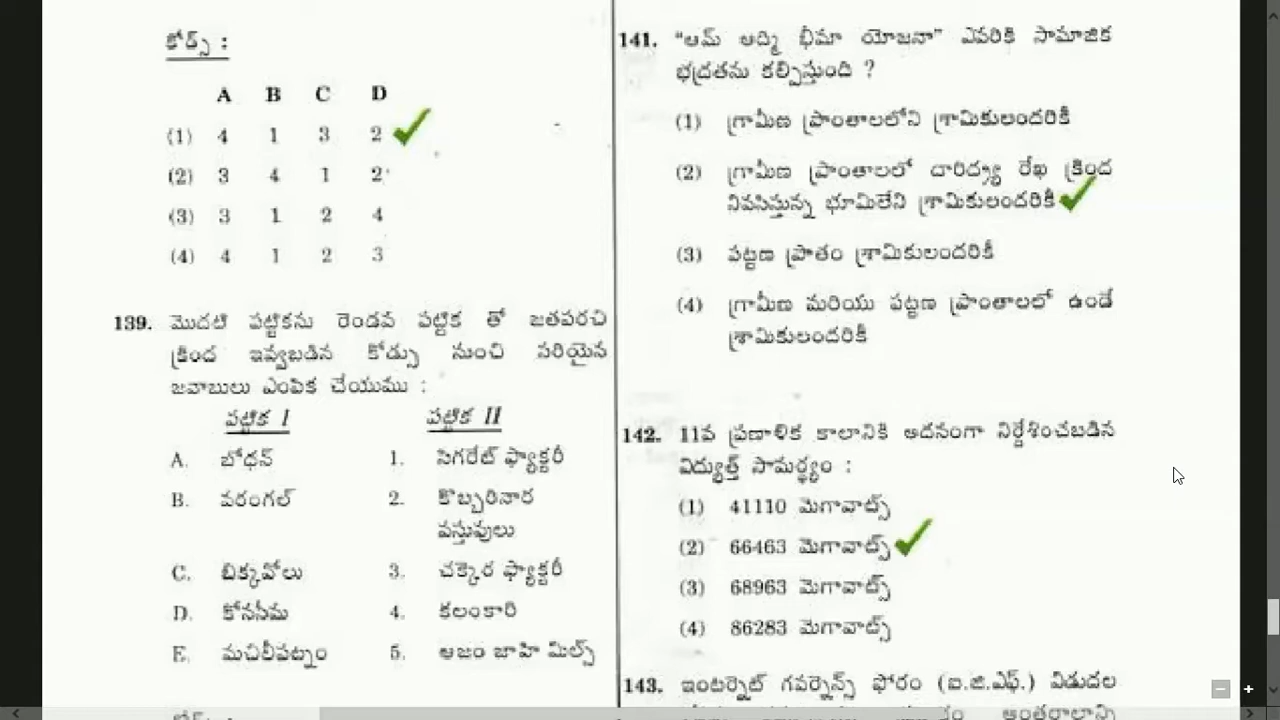 కోడ్స్ :
A B C D
(1) 4 1 3 2
(2) 3 4 1 2
(3) 3 1 2 4
(4) 4 1 2 3
139. మొదటి పట్టికను రెండవ పట్టిక తో జతపరచి
క్రింద ఇవ్వబడిన కోడ్సు నుంచి సరియైన
జవాబులు ఎంపిక చేయుము :
పట్టిక I పట్టిక II
A. బోధన్ 1. సిగరేట్ ఫ్యాక్టరీ
B. వరంగల్ 2. కొబ్బరినార
వస్తువులు
C. బిక్కవోలు 3. చక్కెర ఫ్యాక్టరీ
D. కోనసీమ 4. కలంకారి
E. మచిలీపట్నం 5. ఆజం జాహి మిల్స్
141. “ఆమ్ ఆద్మి భీమా యోజనా” ఎవరికి సామాజిక
భద్రతను కల్పిస్తుంది ?
(1) గ్రామీణ ప్రాంతాలలోని శ్రామికులందరికీ
(2) గ్రామీణ ప్రాంతాలలో దారిద్ర్య రేఖ క్రింద
నివసిస్తున్న భూమిలేని శ్రామికులందరికీ
(3) పట్టణ ప్రాతం శ్రామికులందరికీ
(4) గ్రామీణ మరియు పట్టణ ప్రాంతాలలో ఉండే
శ్రామికులందరికీ
142. 11వ ప్రణాళిక కాలానికి అదనంగా నిర్దేశించబడిన
విద్యుత్త్ సామర్థ్యం :
(1) 41110 మెగావాట్స్
(2) 66463 మెగావాట్స్
(3) 68963 మెగావాట్స్
(4) 86283 మెగావాట్స్
143. ఇంటర్నెట్ గవర్నెన్స్ ఫోరం (ఐ.జి.ఎఫ్.) విడుదల